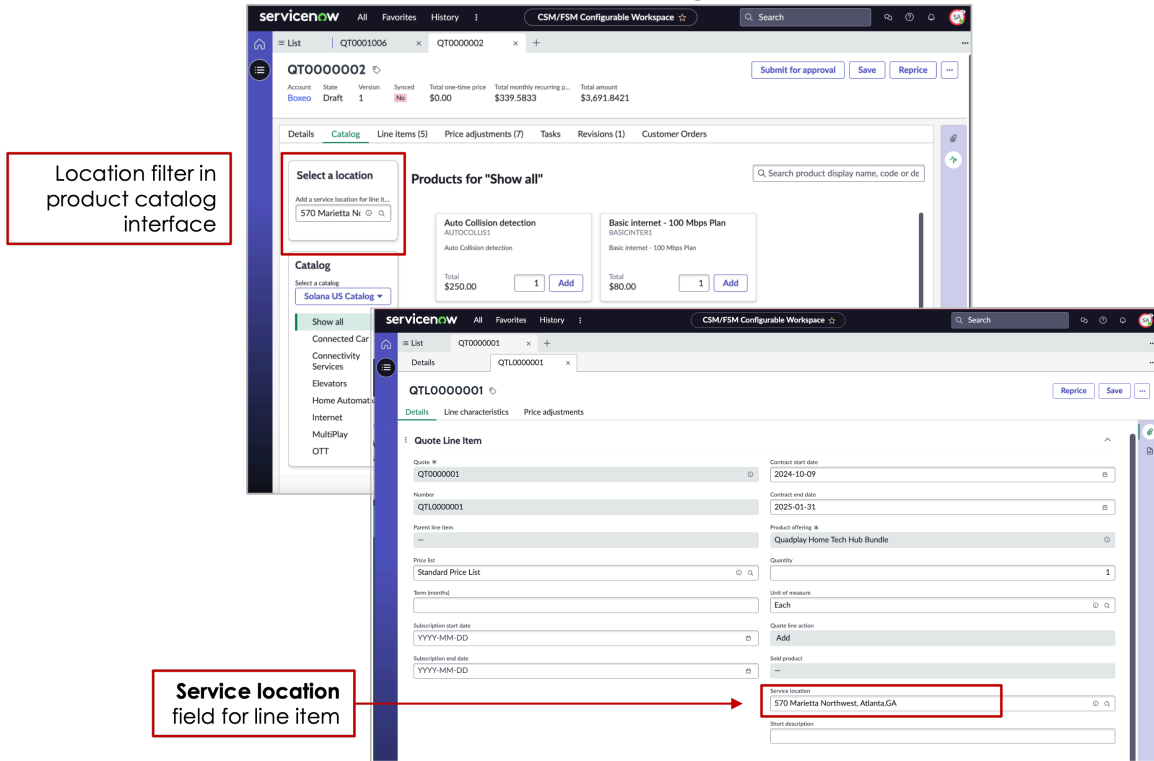 servicenow All Favorites History CSM/FSM Configurable Workspace Search SA
List QT0001006 × QT0000002 × +
QT0000002 Submit for approval Save Reprice
Account State Version Synced Total one-time price Total monthly recurring p... Total amount
Boxeo Draft 1 No $0.00 $339.5833 $3,691.8421
Details Catalog Line items (5) Price adjustments (7) Tasks Revisions (1) Customer Orders
Location filter in
product catalog
interface
Select a location
Add a service location for line it...
570 Marietta Nc
Products for "Show all"
Search product display name, code or de
Auto Collision detection
AUTOCOLLIS1
Auto Collision detection
Total
$250.00 1 Add
Basic internet - 100 Mbps Plan
BASICINTER1
Basic internet - 100 Mbps Plan
Total
$80.00 1 Add
Catalog
Select a catalog
Solana US Catalog
Show all
Connected Car
Connectivity
Services
Elevators
Home Automat
Internet
MultiPlay
OTT
servicenow All Favorites History CSM/FSM Configurable Workspace Search SA
List QT0000001 × +
Details QTL0000001 ×
QTL0000001 Reprice Save
Details Line characteristics Price adjustments
Quote Line Item
Quote
QT0000001
Number
QTL0000001
Parent line item
—
Price list
Standard Price List
Term (months)
Subscription start date
YYYY-MM-DD
Subscription end date
YYYY-MM-DD
Contract start date
2024-10-09
Contract end date
2025-01-31
Product offering
Quadplay Home Tech Hub Bundle
Quantity
1
Unit of measure
Each
Quote line action
Add
Sold product
—
Service location
570 Marietta Northwest, Atlanta,GA
Short description
Service location
field for line item